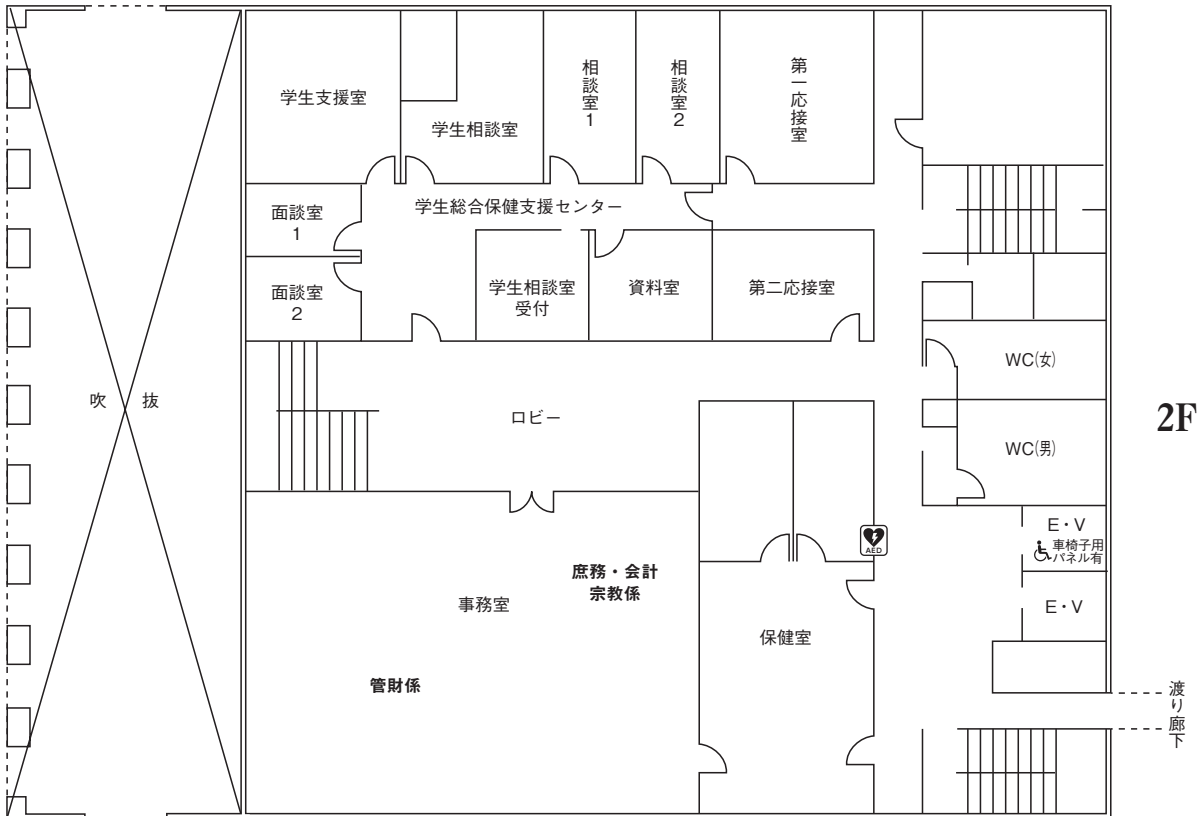 学生支援室
学生相談室
相談室1
相談室2
第一応接室
学生総合保健支援センター
面談室
1
面談室
2
学生相談室
受付
資料室
第二応接室
WC(女)
吹 抜
ロビー
2F
WC(男)
E・V
車椅子用
パネル有
AED
庶務・会計
宗教係
事務室
E・V
保健室
管財係
渡り廊下